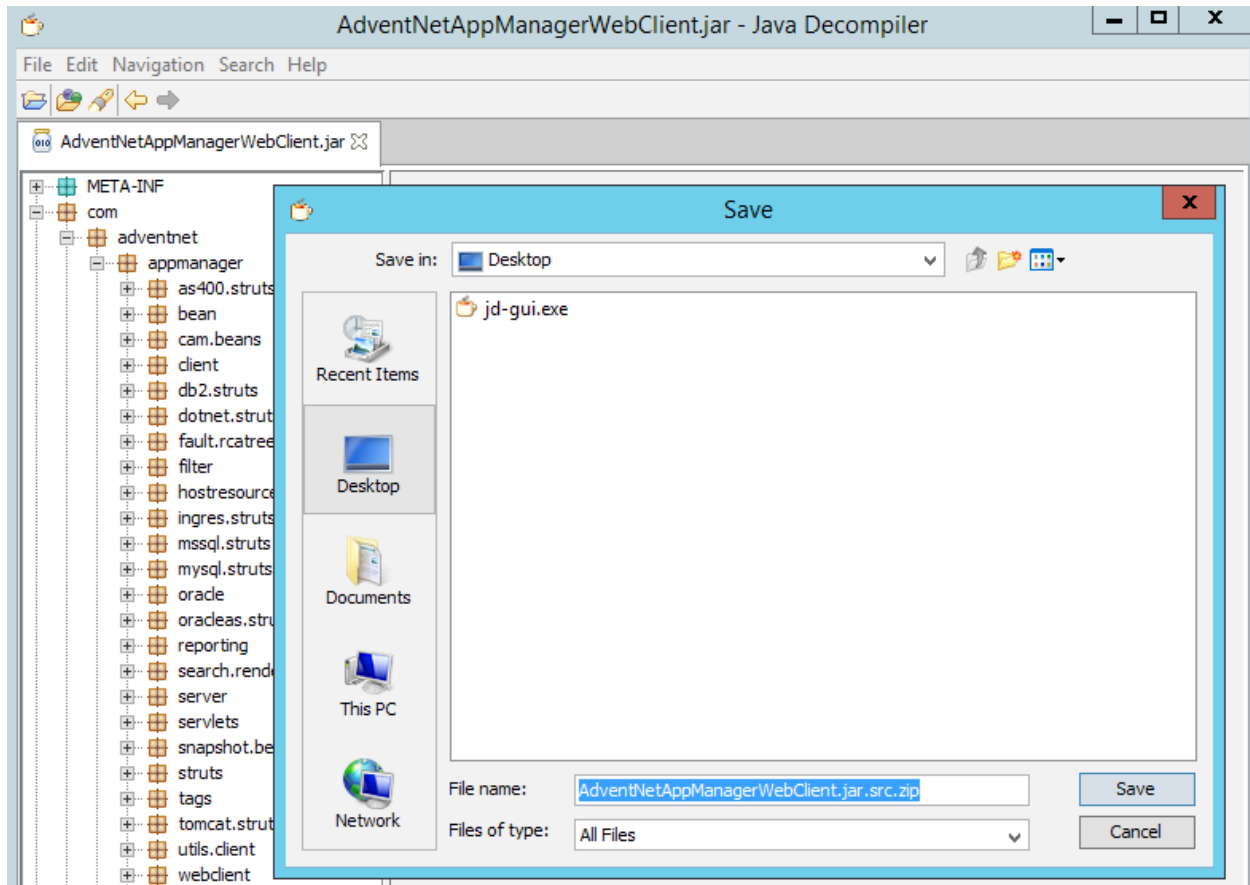 AdventNetAppManagerWebClient.jar - Java Decompiler
File Edit Navigation Search Help
AdventNetAppManagerWebClient.jar
META-INF
com
adventnet
appmanager
as400.struts
bean
cam.beans
client
db2.struts
dotnet.strut
fault.rcatree
filter
hostresource
ingres.struts
mssql.struts
mysql.struts
oracle
oracleas.stru
reporting
search.rende
server
servlets
snapshot.be
struts
tags
tomcat.strut
utils.client
webclient
Save
Save in:
Desktop
jd-gui.exe
Recent Items
Desktop
Documents
This PC
Network
File name:
AdventNetAppManagerWebClient.jar.src.zip
Save
Files of type:
All Files
Cancel